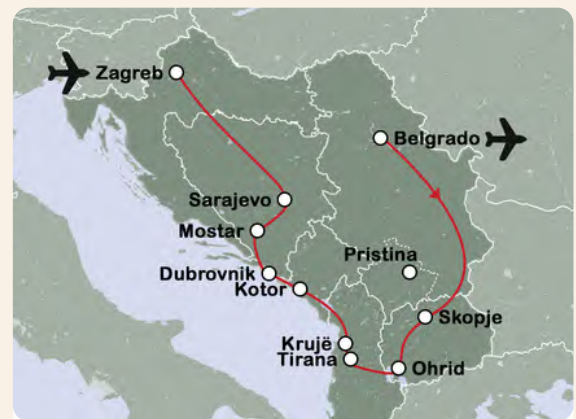 Zagreb
Belgrado
Sarajevo
Mostar
Pristina
Dubrovnik
Kotor
Skopje
Krujë
Tirana
Ohrid